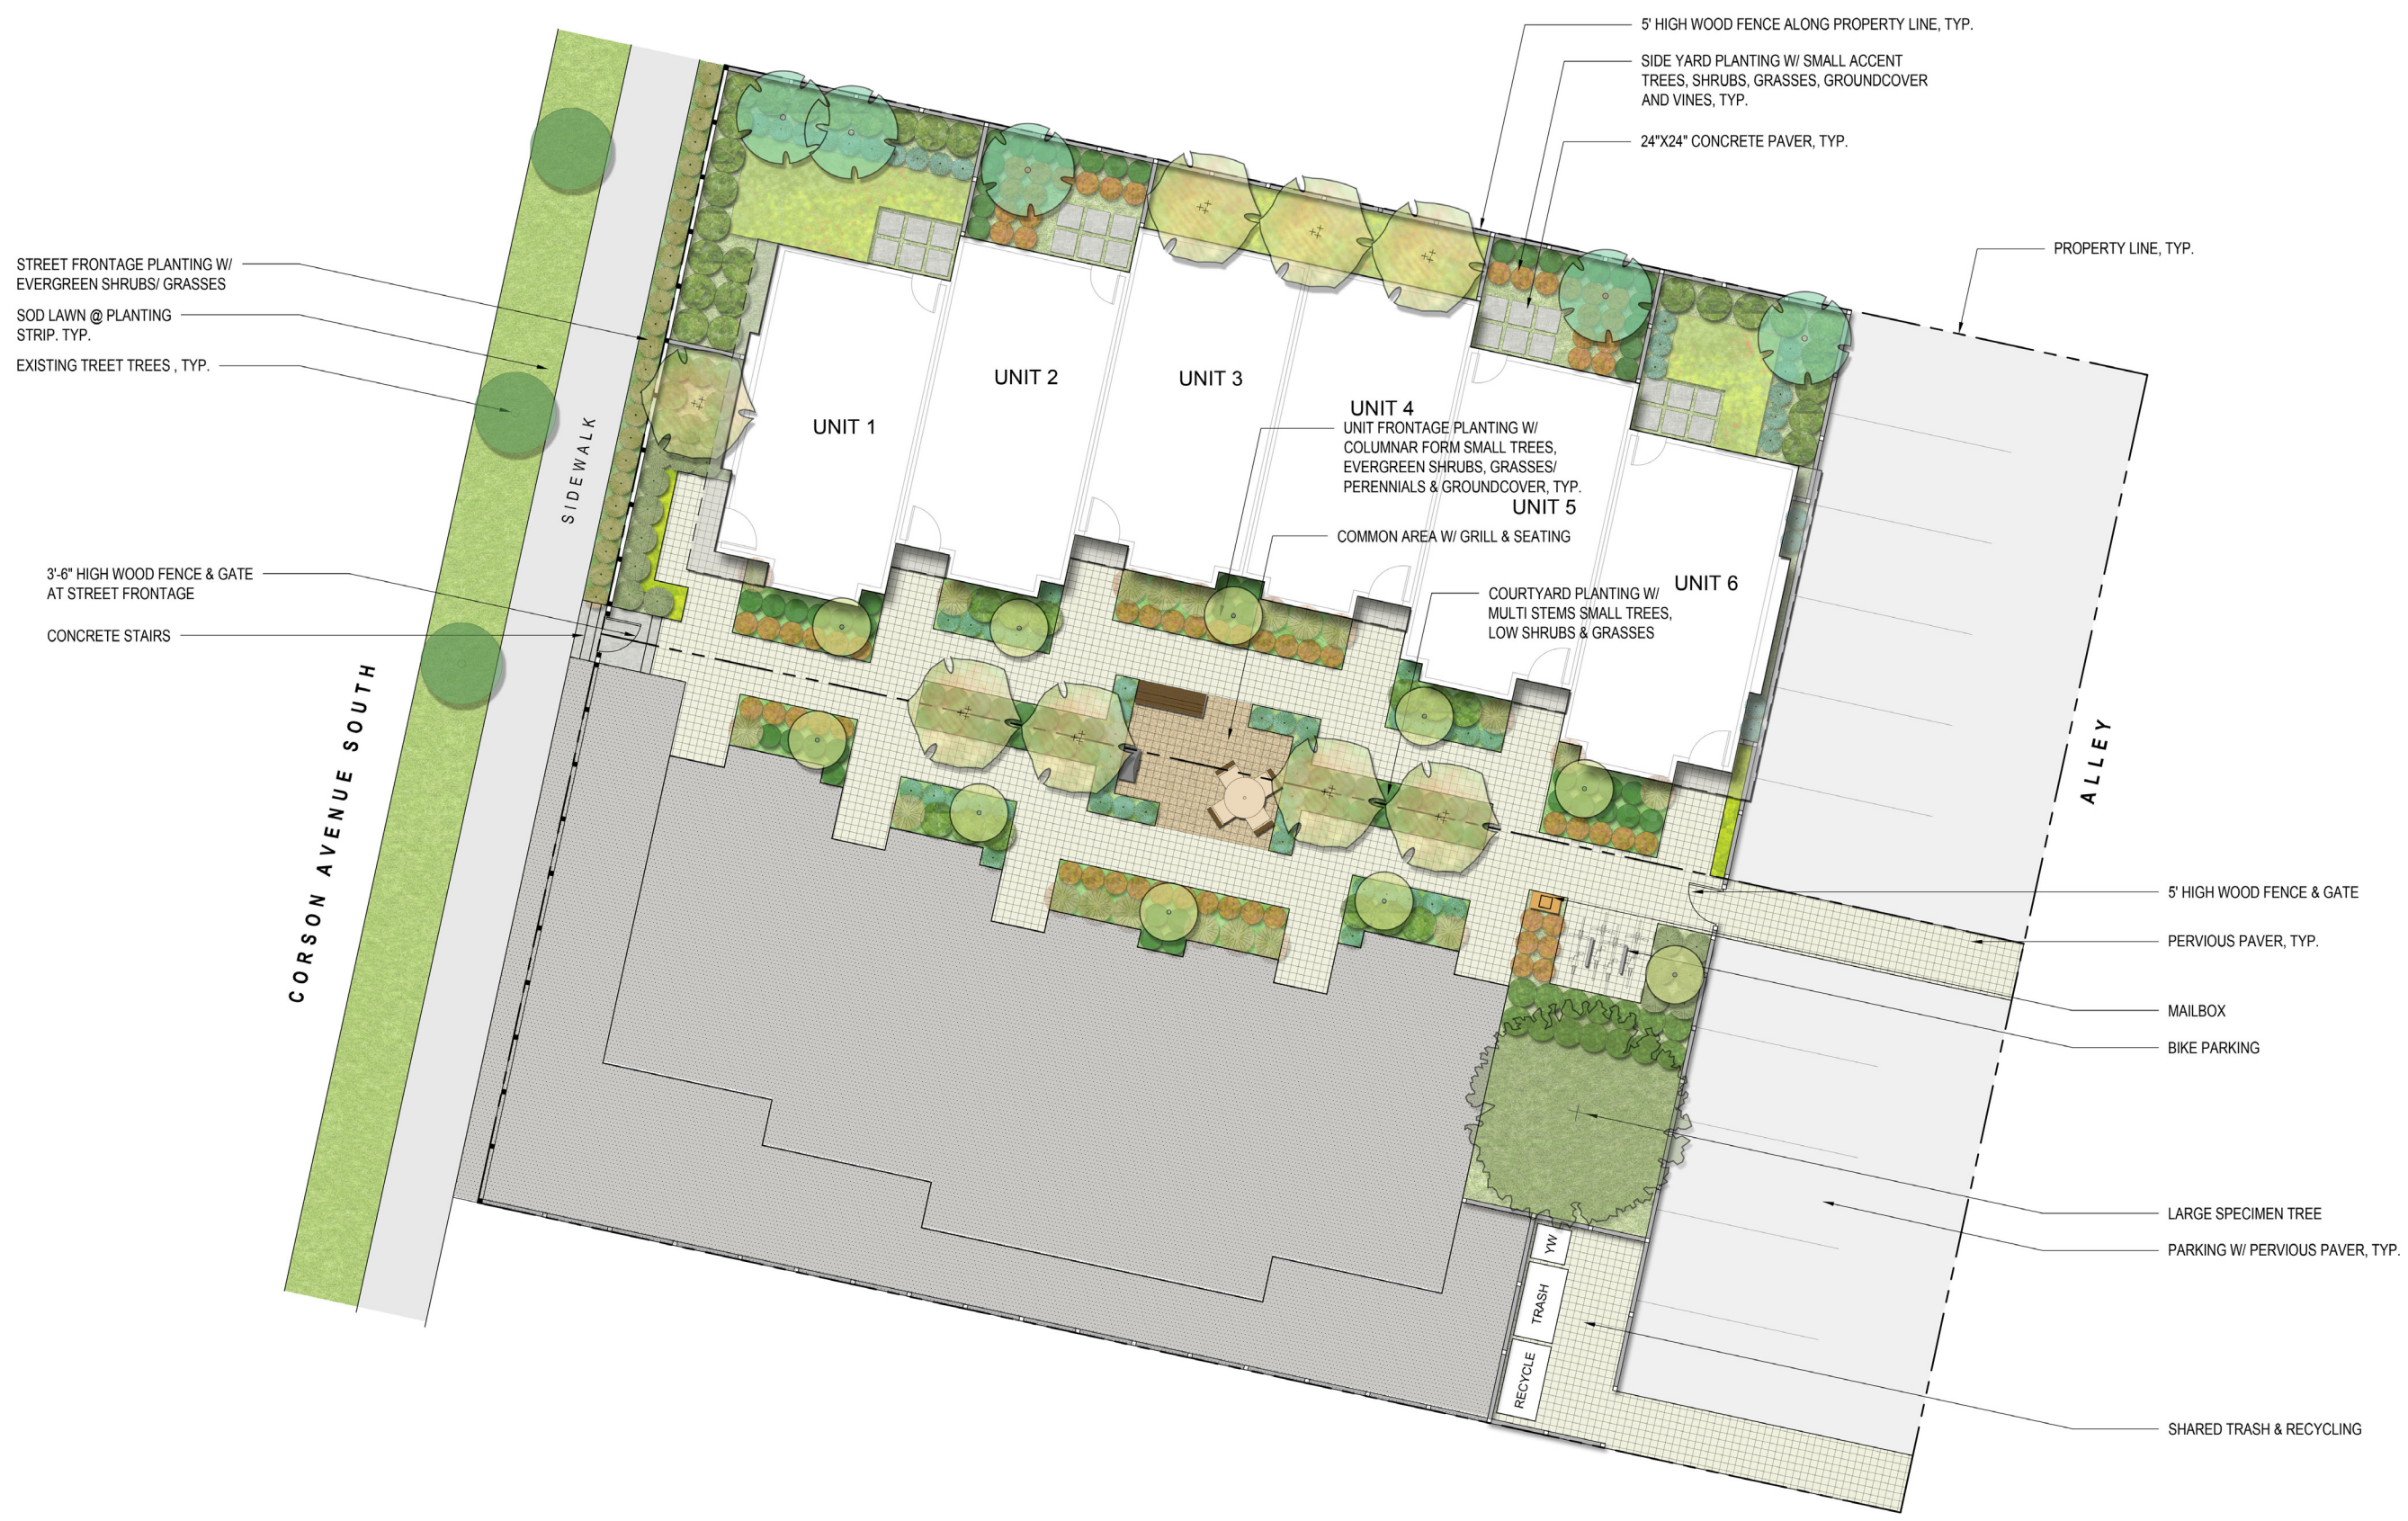 5' HIGH WOOD FENCE ALONG PROPERTY LINE, TYP.
SIDE YARD PLANTING W/ SMALL ACCENT
TREES, SHRUBS, GRASSES, GROUNDCOVER
AND VINES, TYP.
24"X24" CONCRETE PAVER, TYP.
PROPERTY LINE, TYP.
STREET FRONTAGE PLANTING W/
EVERGREEN SHRUBS/ GRASSES
SOD LAWN @ PLANTING
STRIP. TYP.
EXISTING TREET TREES , TYP.
SIDEWALK
3'-6" HIGH WOOD FENCE & GATE
AT STREET FRONTAGE
CONCRETE STAIRS
CORSON AVENUE SOUTH
UNIT 1
UNIT 2
UNIT 3
UNIT 4
UNIT FRONTAGE PLANTING W/
COLUMNAR FORM SMALL TREES,
EVERGREEN SHRUBS, GRASSES/
PERENNIALS & GROUNDCOVER, TYP.
UNIT 5
COMMON AREA W/ GRILL & SEATING
UNIT 6
COURTYARD PLANTING W/
MULTI STEMS SMALL TREES,
LOW SHRUBS & GRASSES
ALLEY
5' HIGH WOOD FENCE & GATE
PERVIOUS PAVER, TYP.
MAILBOX
BIKE PARKING
LARGE SPECIMEN TREE
PARKING W/ PERVIOUS PAVER, TYP.
YW
TRASH
RECYCLE
SHARED TRASH & RECYCLING